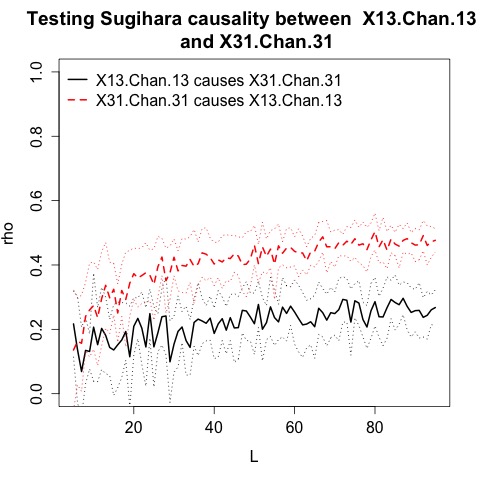 Testing Sugihara causality between  X13.Chan.13
and X31.Chan.31
X13.Chan.13 causes X31.Chan.31
X31.Chan.31 causes X13.Chan.13
rho
1.0
0.8
0.6
0.4
0.2
0.0
20 40 60 80
L